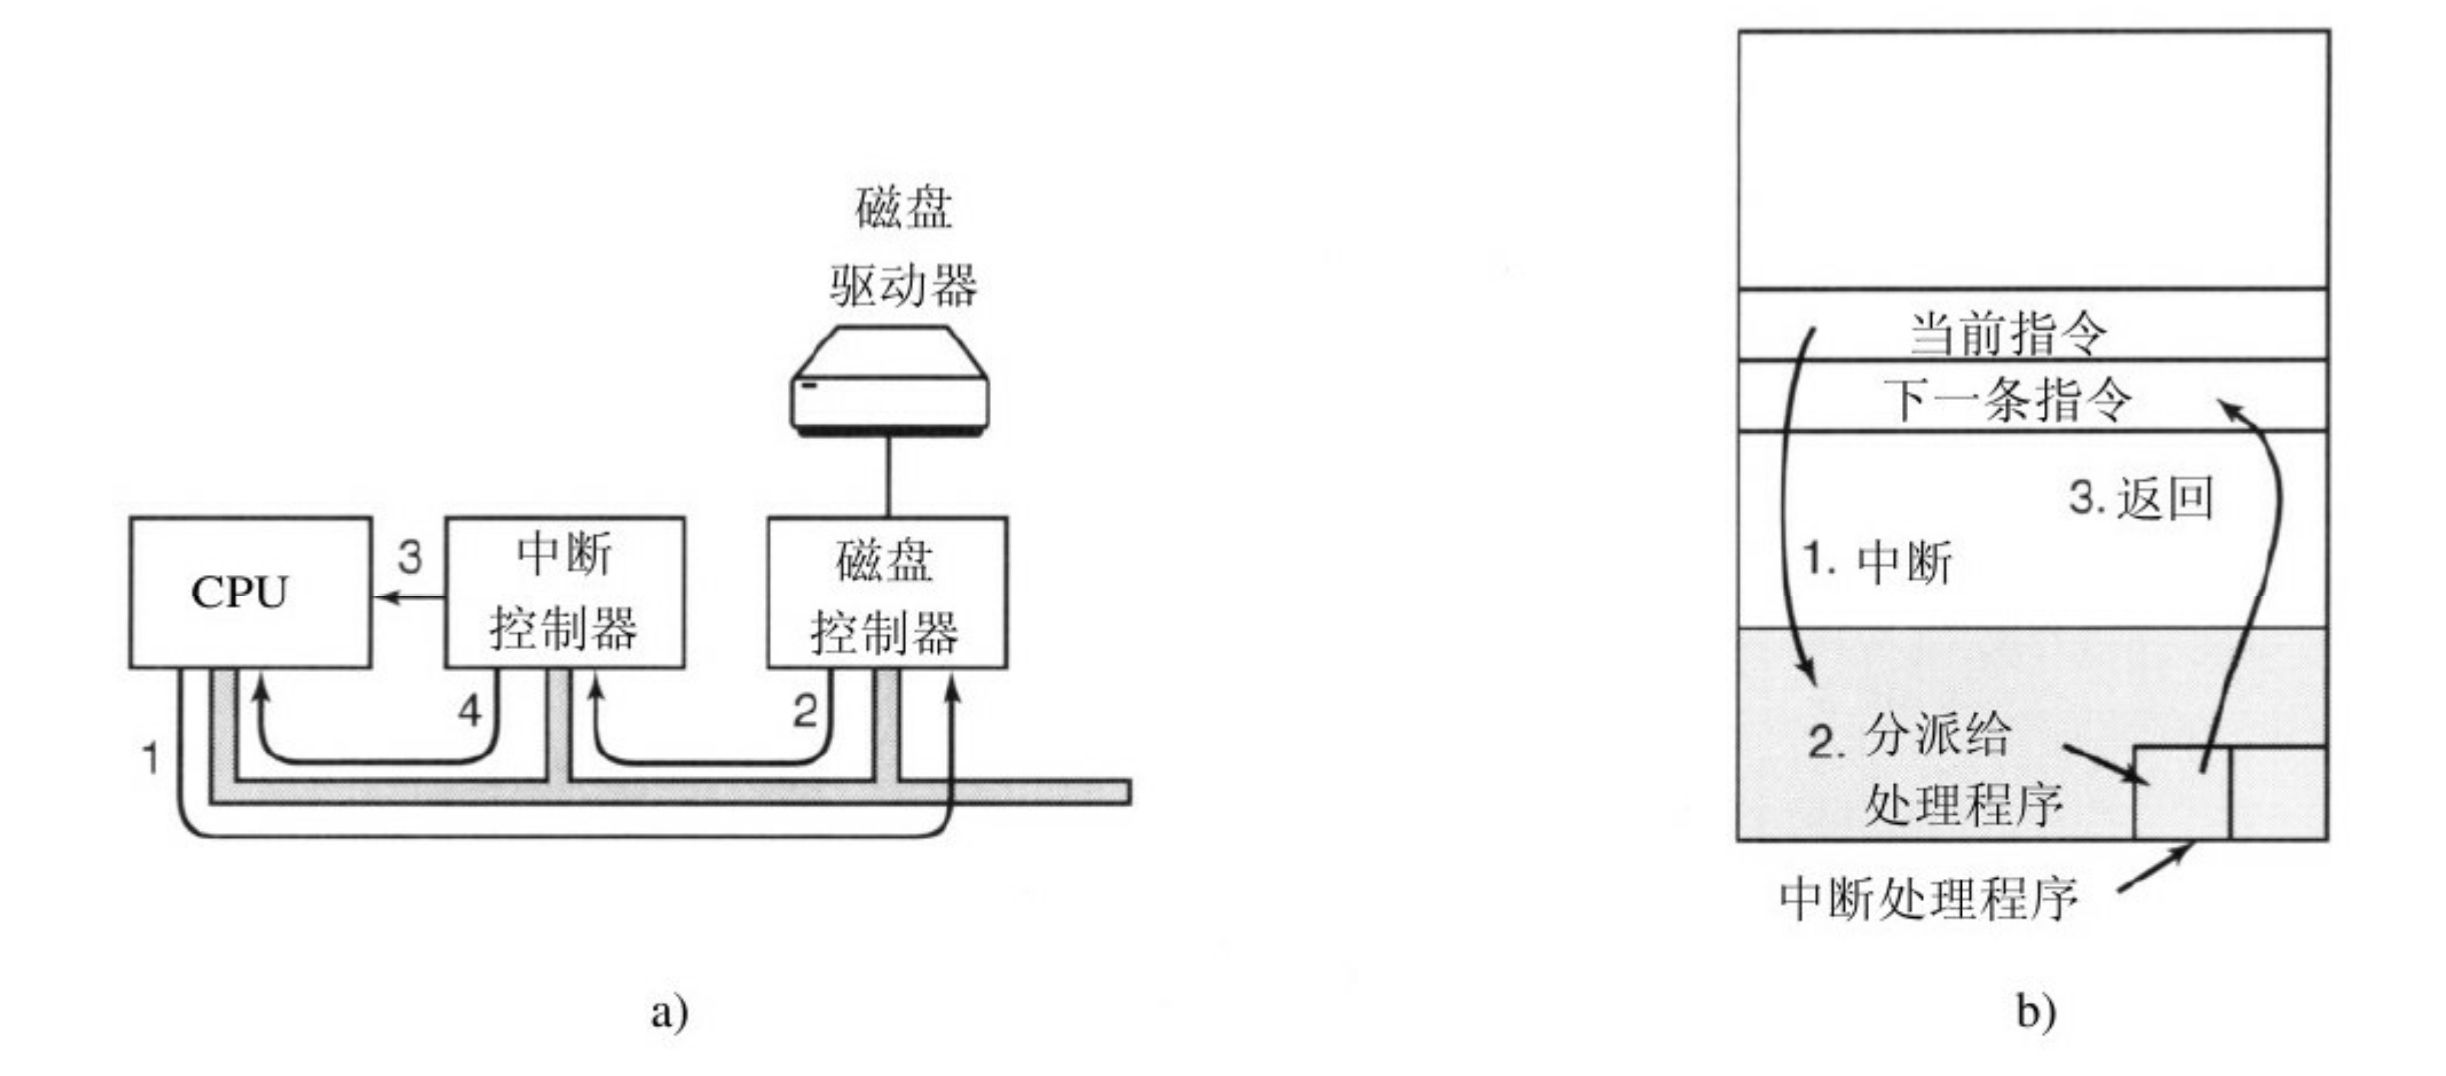 磁盘
驱动器
CPU
3
中断
控制器
磁盘
控制器
1
4
2
a)
当前指令
下一条指令
3. 返回
1. 中断
2. 分派给
处理程序
中断处理程序
b)